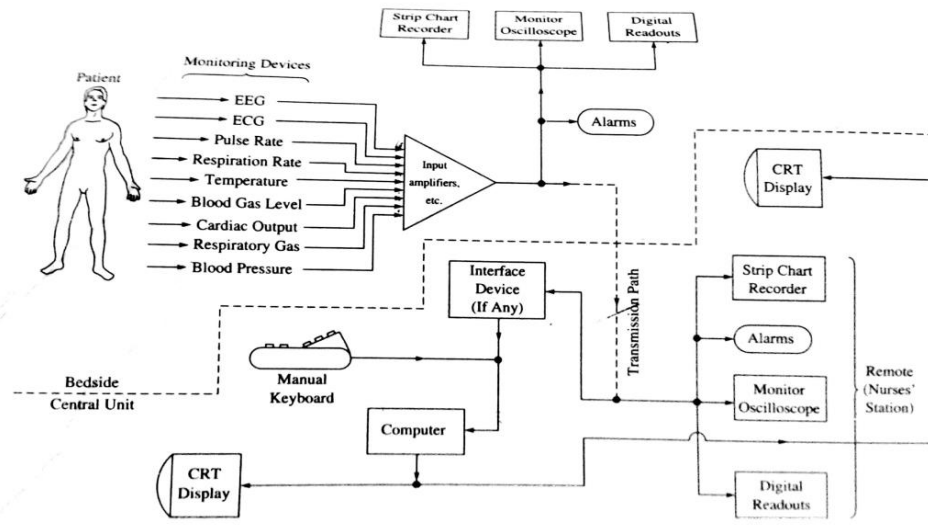 Strip Chart
Recorder
Monitor
Oscilloscope
Digital
Readouts
Monitoring Devices
Patient
EEG
ECG
Pulse Rate
Respiration Rate
Temperature
Blood Gas Level
Cardiac Output
Respiratory Gas
Blood Pressure
Input
amplifiers,
etc.
Alarms
CRT
Display
Interface
Device
(If Any)
Transmission Path
Strip Chart
Recorder
Alarms
Monitor
Oscilloscope
Digital
Readouts
Remote
(Nurses'
Station)
Manual
Keyboard
Bedside
Central Unit
Computer
CRT
Display